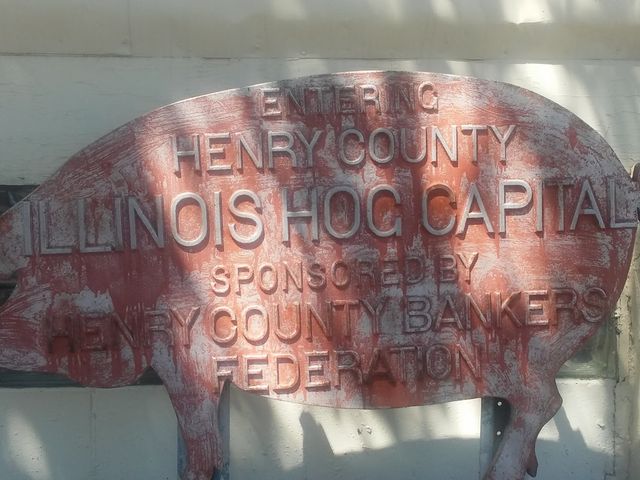 ENTERING
HENRY COUNTY
ILLINOIS HOG CAPITAL
SPONSORED BY
HENRY COUNTY BANKERS
FEDERATION